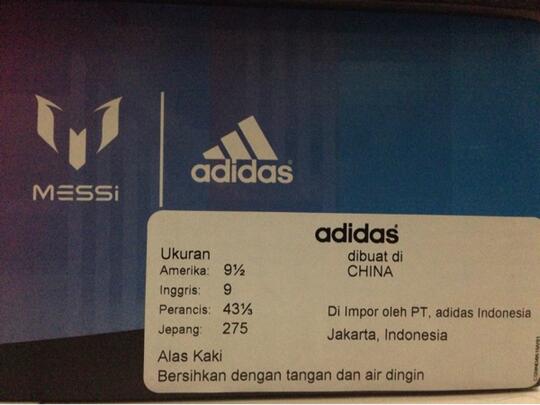 MESSi
adidas
adidas
Ukuran
dibuat di
Amerika: 9½
CHINA
Inggris: 9
Perancis: 43⅓
Di Impor oleh PT, adidas Indonesia
Jepang: 275
Jakarta, Indonesia
Alas Kaki
Bersihkan dengan tangan dan air dingin